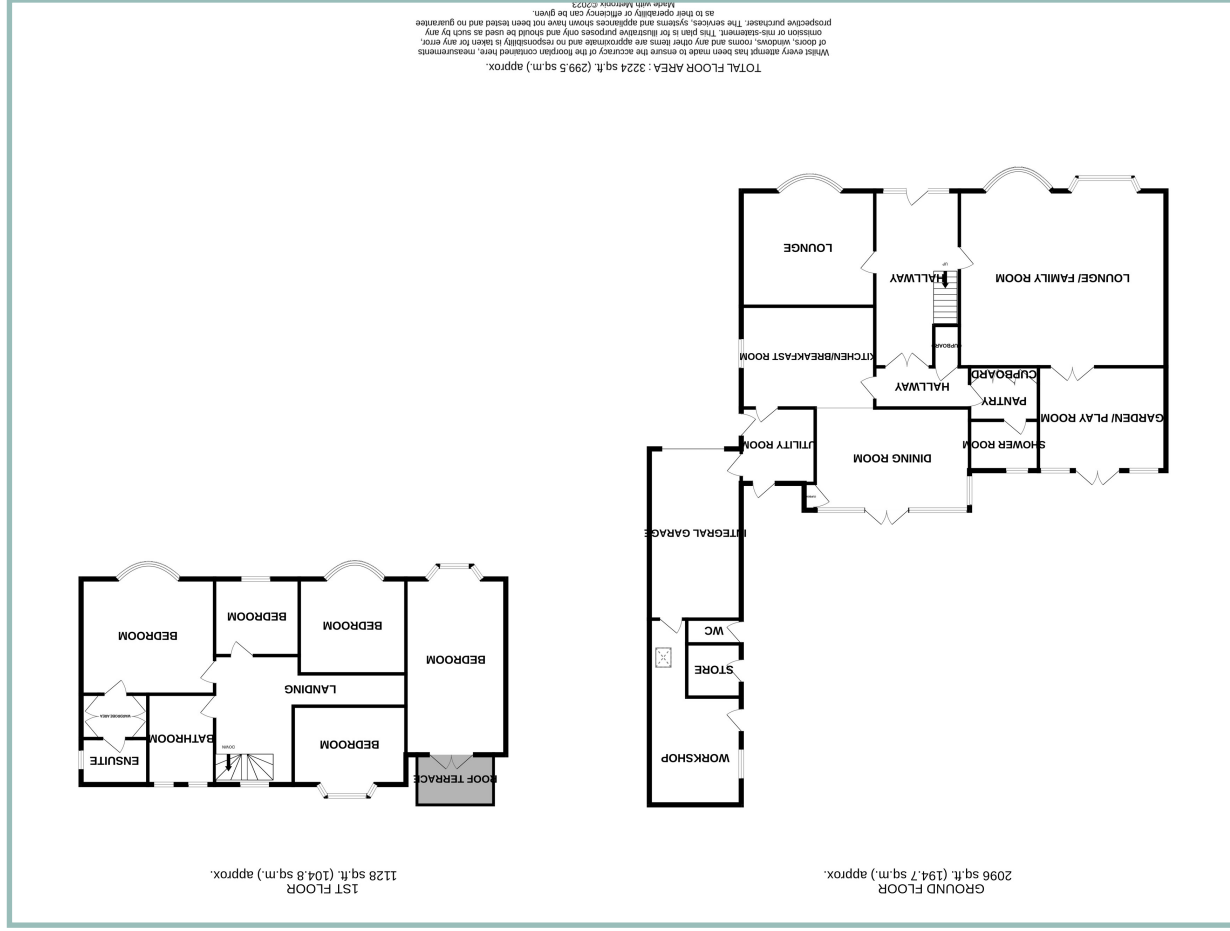 GROUND FLOOR
2096 sq.ft. (194.7 sq.m.) approx.
1ST FLOOR
1128 sq.ft. (104.8 sq.m.) approx.
WORKSHOP
STORE
WC
INTEGRAL GARAGE
UTILITY ROOM
DINING ROOM
SHOWER ROOM
GARDEN/ PLAY ROOM
PANTRY
CUPBOARD
HALLWAY
KITCHEN/BREAKFAST ROOM
CUPBOARD
HALLWAY
UP
LOUNGE/ FAMILY ROOM
LOUNGE
ROOF TERRACE
BEDROOM
DOWN
BATHROOM
ENSUITE
WARDROBE AREA
LANDING
BEDROOM
BEDROOM
BEDROOM
BEDROOM
TOTAL FLOOR AREA : 3224 sq.ft. (299.5 sq.m.) approx.
Whilst every attempt has been made to ensure the accuracy of the floorplan contained here, measurements
of doors, windows, rooms and any other items are approximate and no responsibility is taken for any error,
omission or mis-statement. This plan is for illustrative purposes only and should be used as such by any
prospective purchaser. The services, systems and appliances shown have not been tested and no guarantee
as to their operability or efficiency can be given.
Made with Metropix ©2023